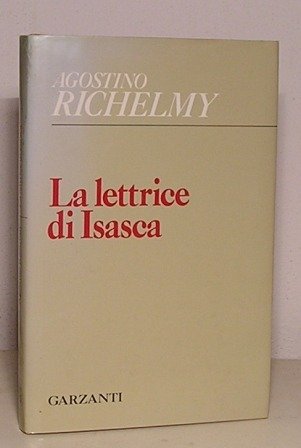 AGOSTINO
RICHELMY
La lettrice
di Isasca
GARZANTI